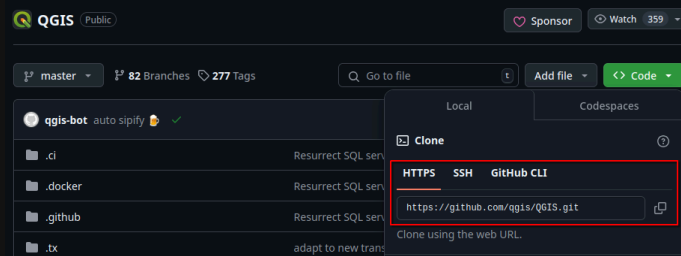 QGIS Public Sponsor Watch 359
master 82 Branches 277 Tags Go to file t Add file <> Code
Local Codespaces
qgis-bot auto sipify 🍺
Clone
.ci Resurrect SQL serv
HTTPS SSH GitHub CLI
.docker Resurrect SQL serv
https://github.com/qgis/QGIS.git
.github Resurrect SQL serv
Clone using the web URL.
.tx adapt to new trans